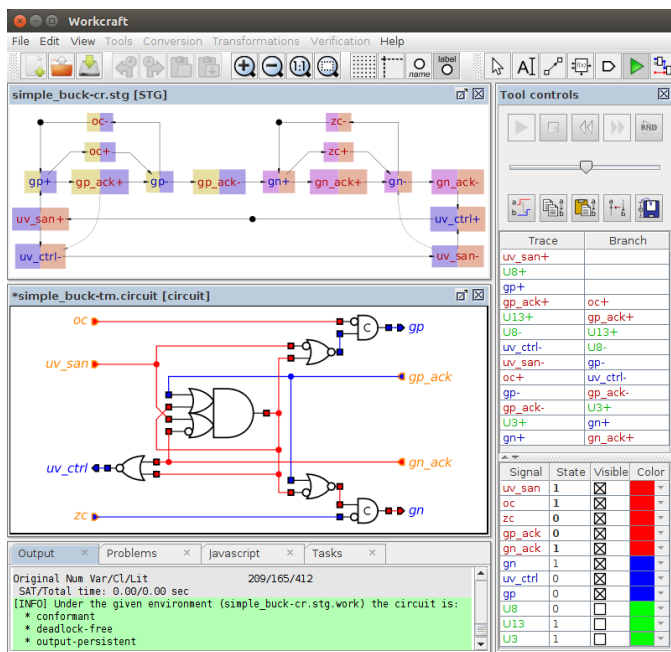 Workcraft
File Edit View Tools Conversion Transformations Verification Help
1:1 name label AI f(x) D
simple_buck-cr.stg [STG]
Tool controls
oc- zc-
oc+ zc+
gp+ gp_ack+ gp- gp_ack- gn+ gn_ack+ gn- gn_ack-
uv_san+ uv_ctrl+
uv_ctrl- uv_san-
RND
*simple_buck-tm.circuit [circuit]
oc C gp
uv_san
gp_ack
uv_ctrl gn_ack
zc C gn
Trace Branch
uv_san+
U8+
gp+
gp_ack+ oc+
U13+ gp_ack+
U8- U13+
uv_ctrl- U8-
uv_san- gp-
oc+ uv_ctrl-
gp- gp_ack-
gp_ack- U3+
U3+ gn+
gn+ gn_ack+
Signal State Visible Color
uv_san 1
oc 1
zc 0
gp_ack 0
gn_ack 1
gn 1
uv_ctrl 0
gp 0
U8 0
U13 1
U3 1
Output × Problems × Javascript × Tasks ×
Original Num Var/Cl/Lit 209/165/412
SAT/Total time: 0.00/0.00 sec
[INFO] Under the given environment (simple_buck-cr.stg.work) the circuit is:
* conformant
* deadlock-free
* output-persistent